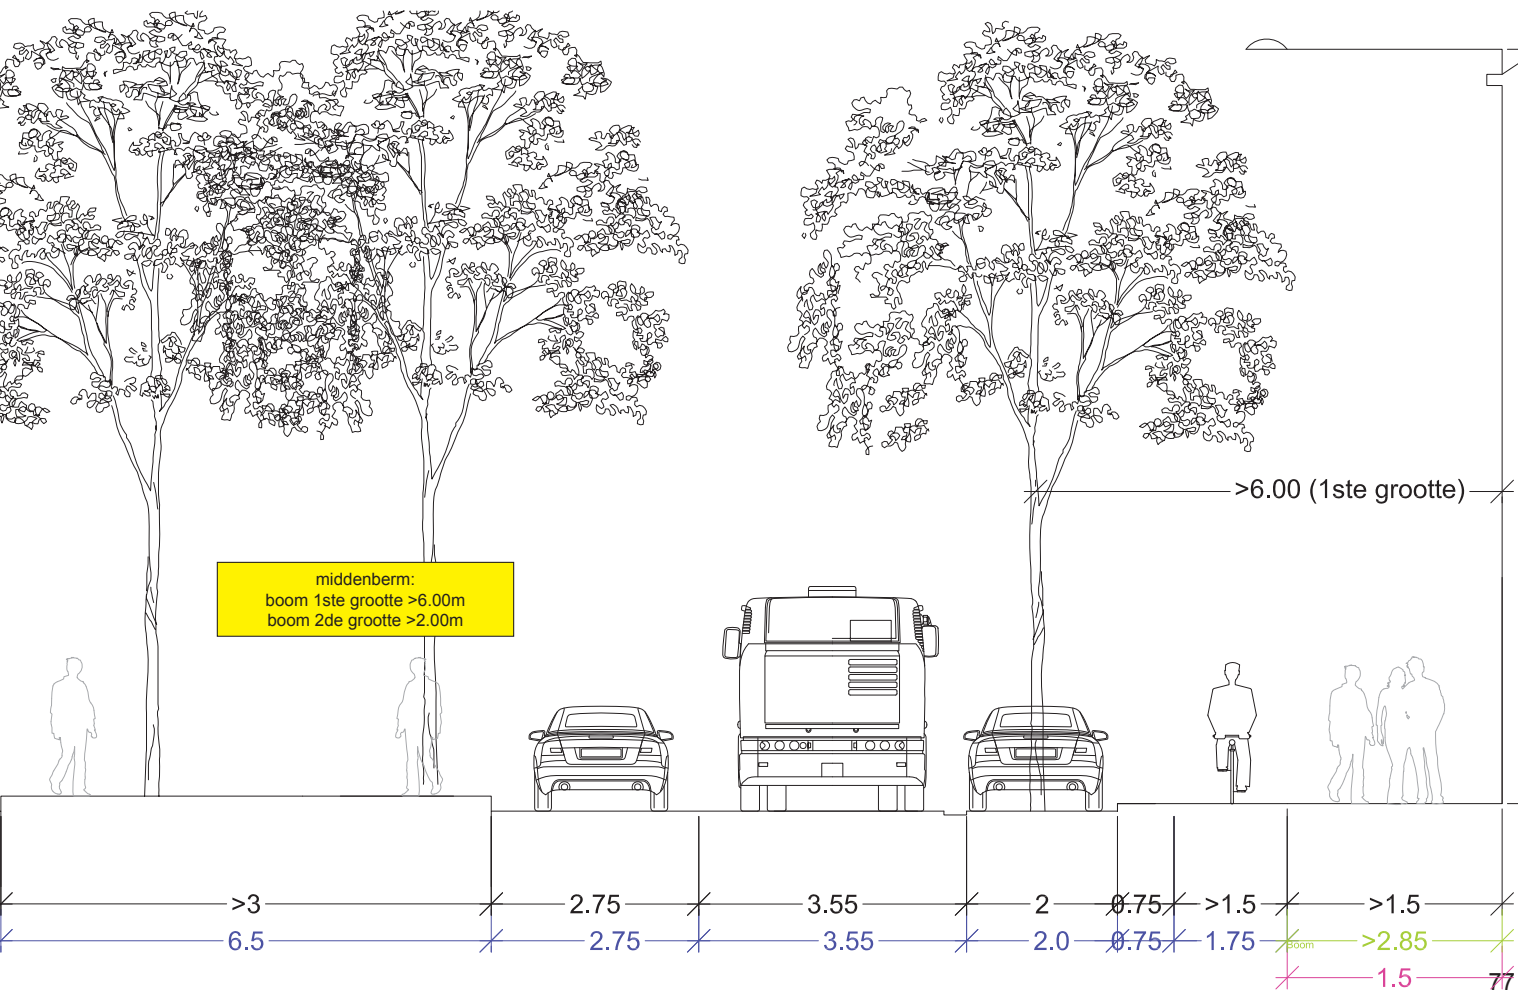 >6.00 (1ste grootte)
middenberm:
boom 1ste grootte >6.00m
boom 2de grootte >2.00m
>3 2.75 3.55 2 0.75 >1.5 >1.5
6.5 2.75 3.55 2.0 0.75 1.75 Boom >2.85
1.5 77